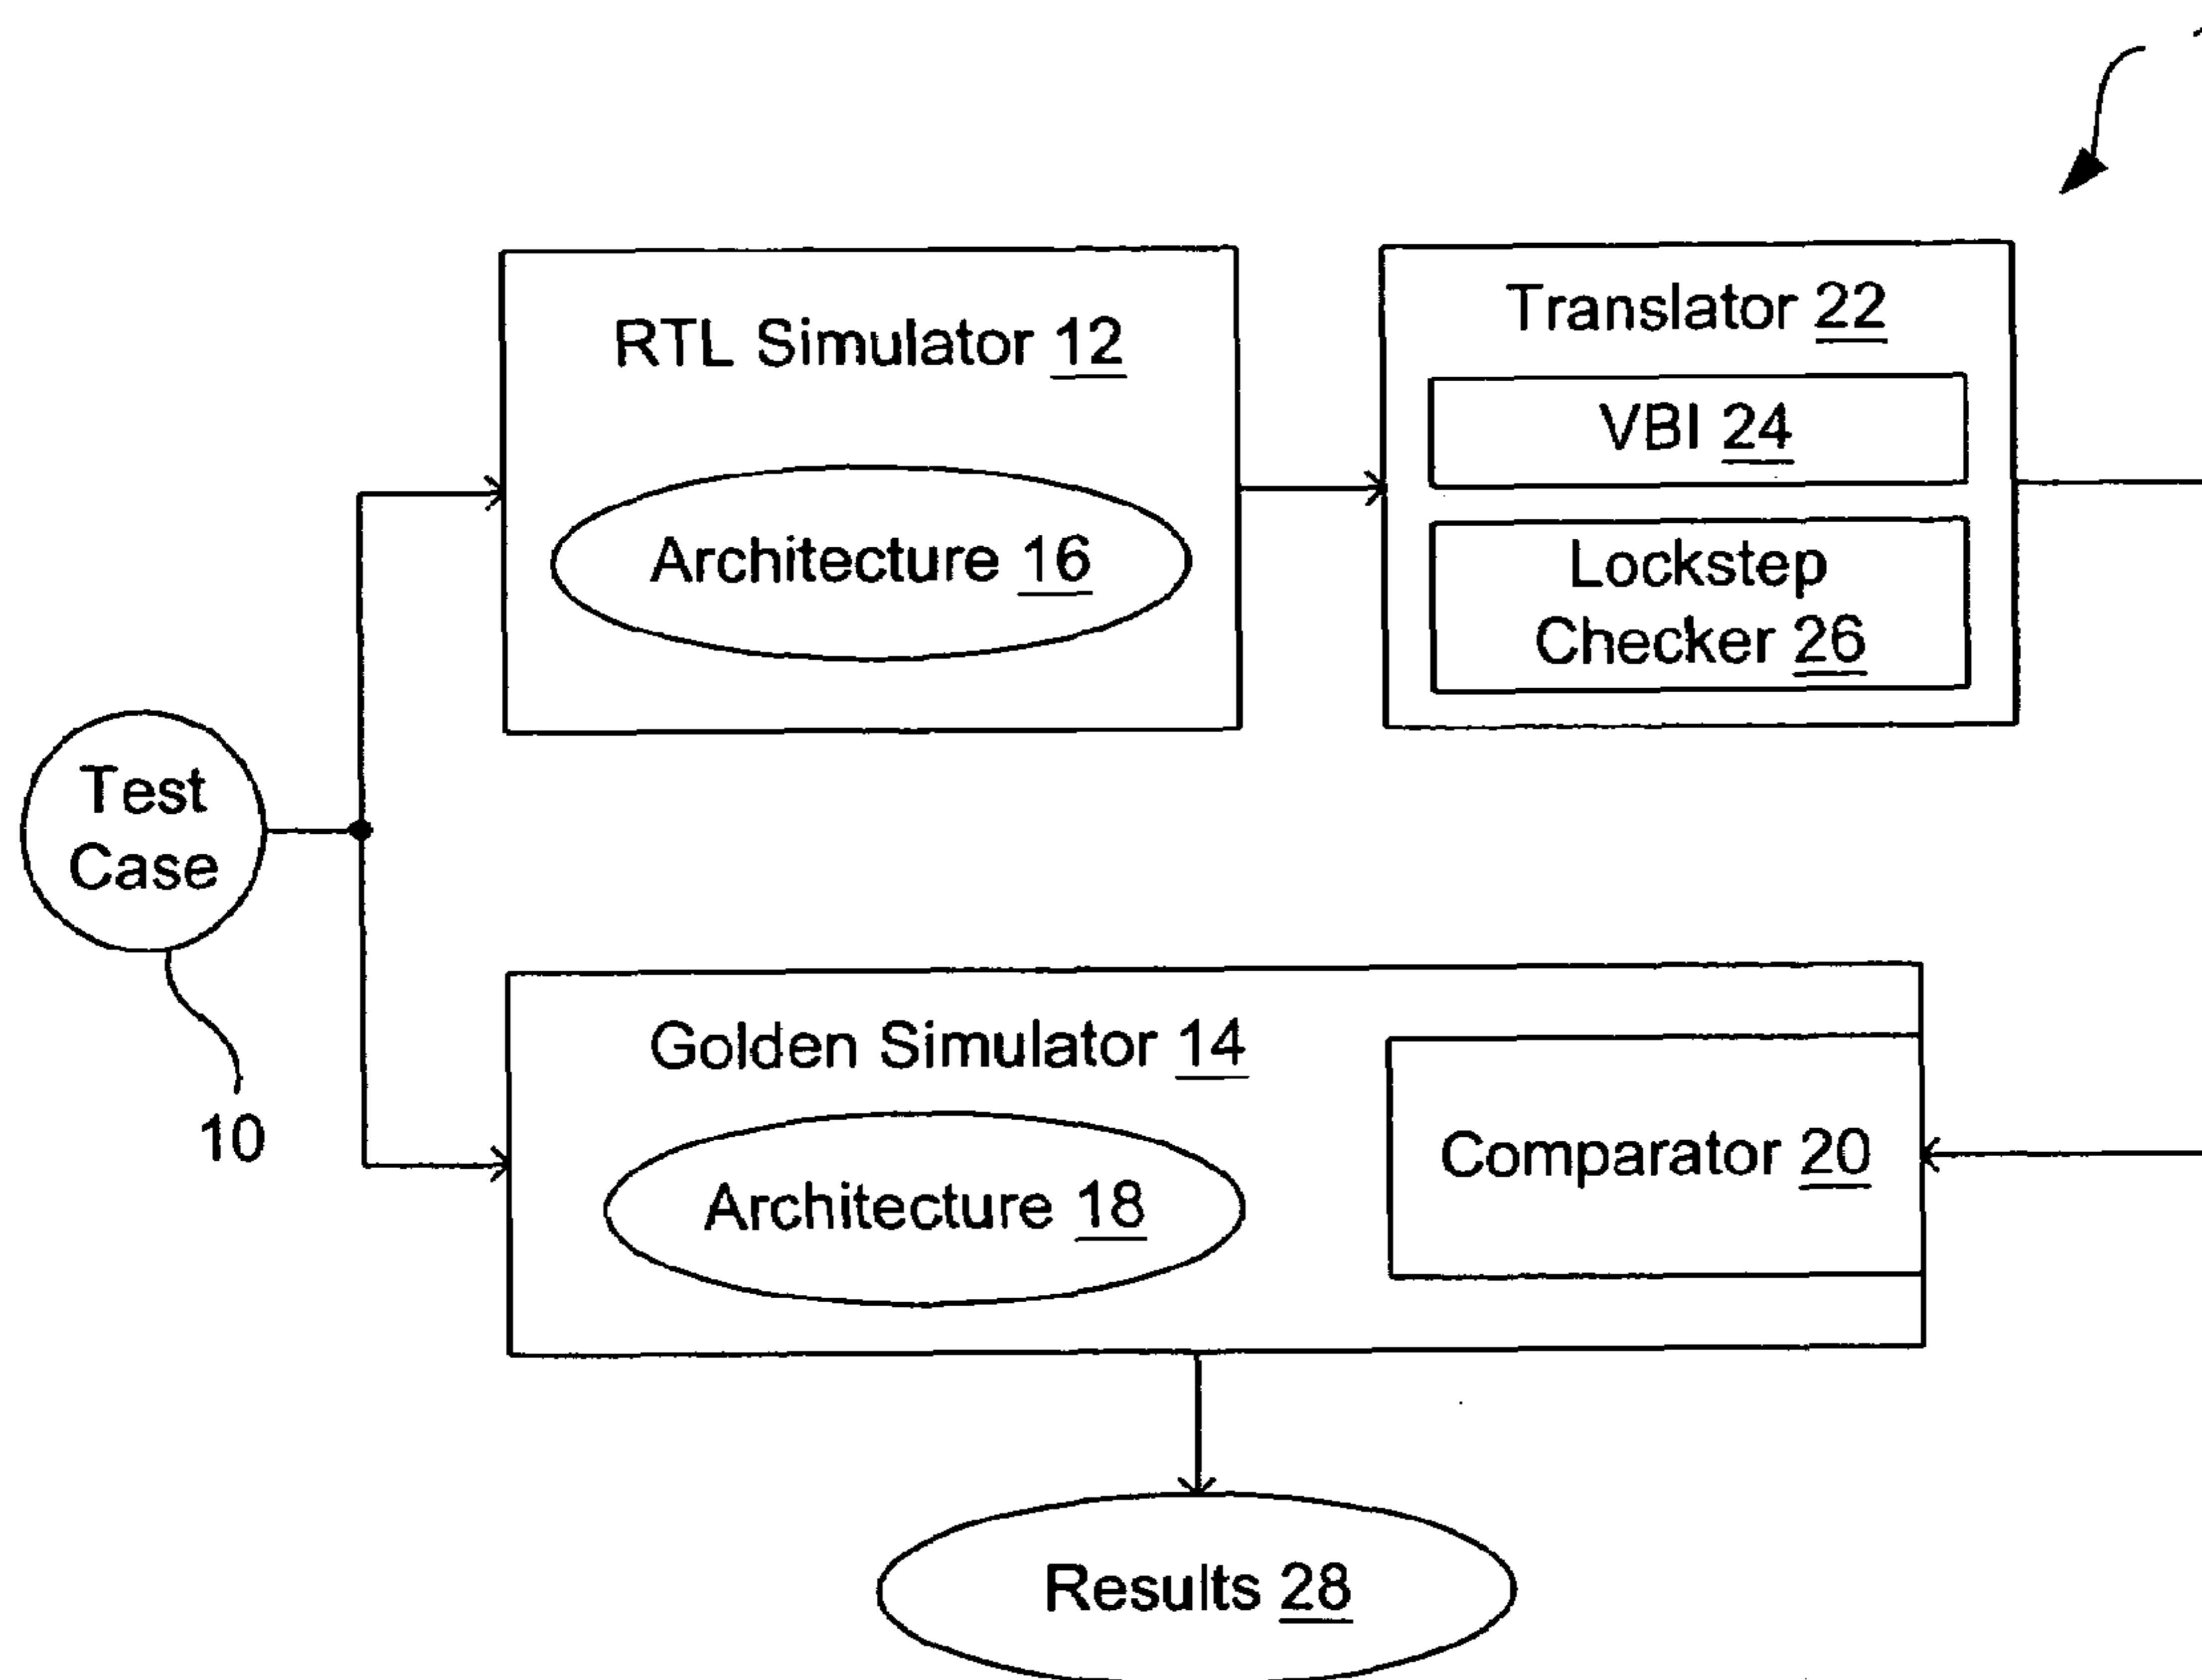 RTL Simulator 12
Architecture 16
Translator 22
VBI 24
Lockstep
Checker 26
Test
Case
10
Golden Simulator 14
Architecture 18
Comparator 20
Results 28